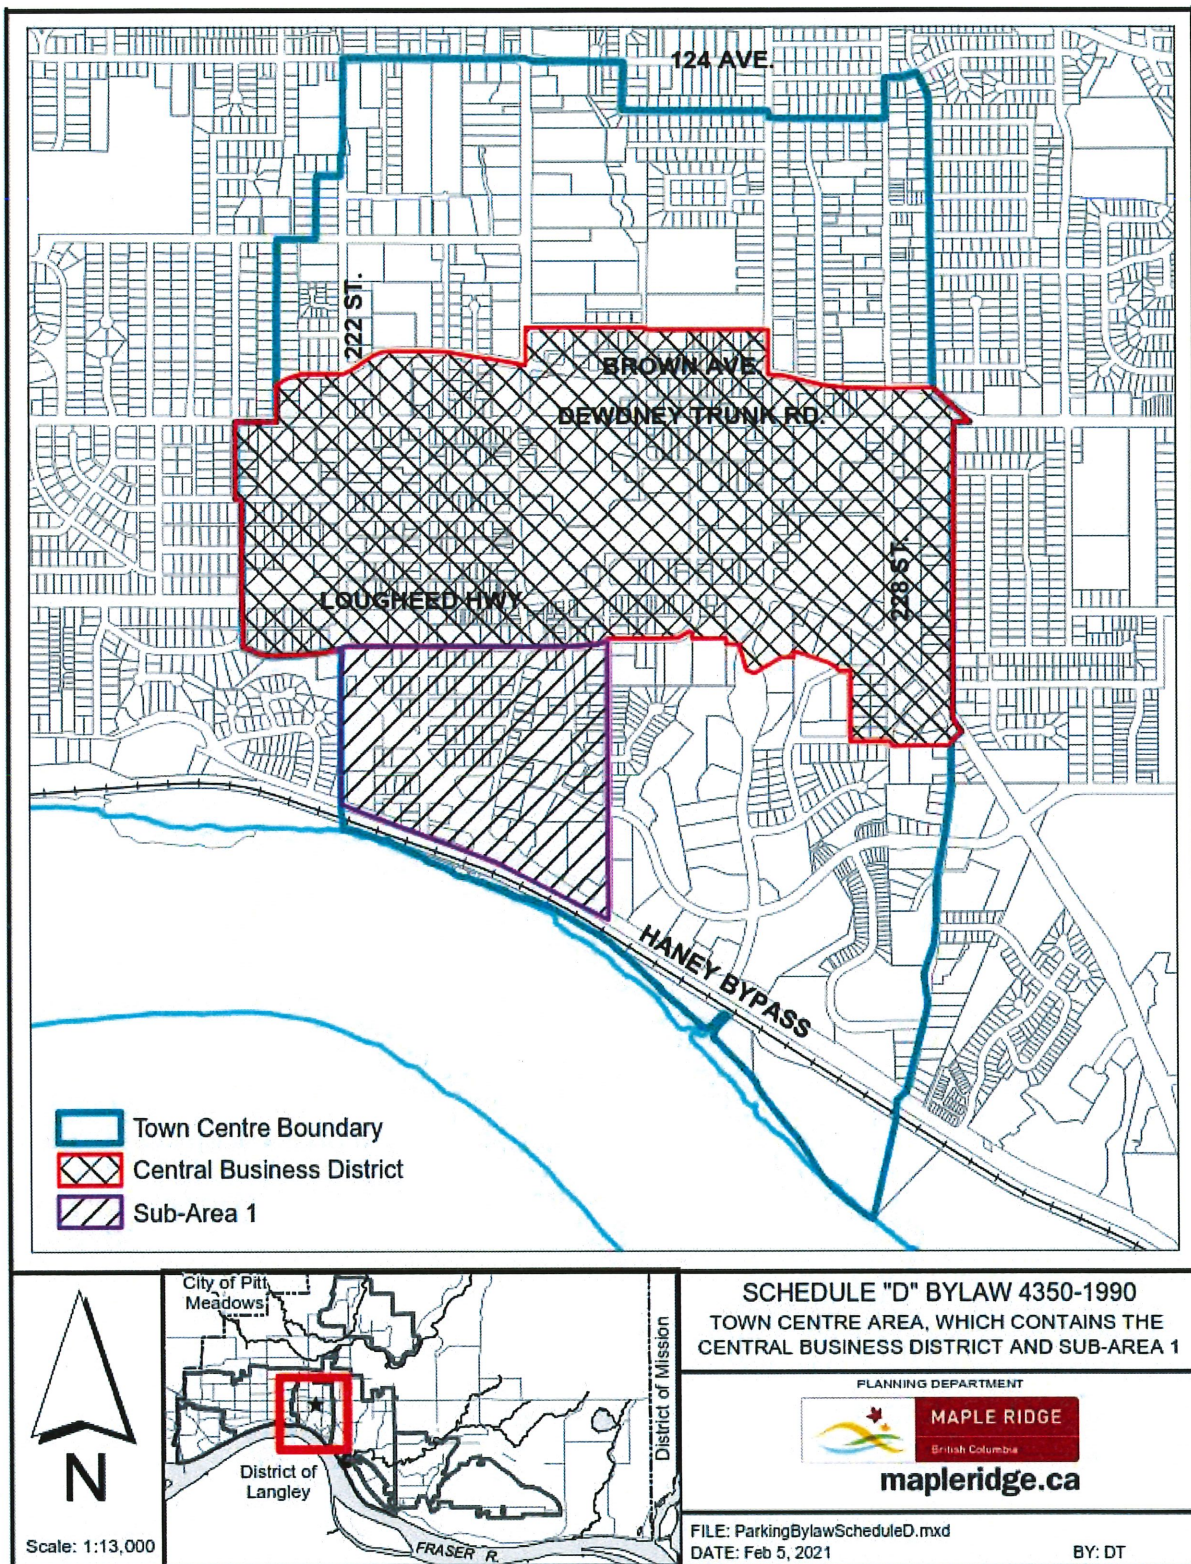 124 AVE.
222 ST.
BROWN AVE.
DEWDNEY TRUNK RD.
228 ST.
LOUGHEED HWY.
HANEY BYPASS
Town Centre Boundary
Central Business District
Sub-Area 1
N
Scale: 1:13,000
City of Pitt
Meadows
District of Mission
District of
Langley
FRASER R.
SCHEDULE "D" BYLAW 4350-1990
TOWN CENTRE AREA, WHICH CONTAINS THE
CENTRAL BUSINESS DISTRICT AND SUB-AREA 1
PLANNING DEPARTMENT
MAPLE RIDGE
British Columbia
mapleridge.ca
FILE: ParkingBylawScheduleD.mxd
DATE: Feb 5, 2021
BY: DT